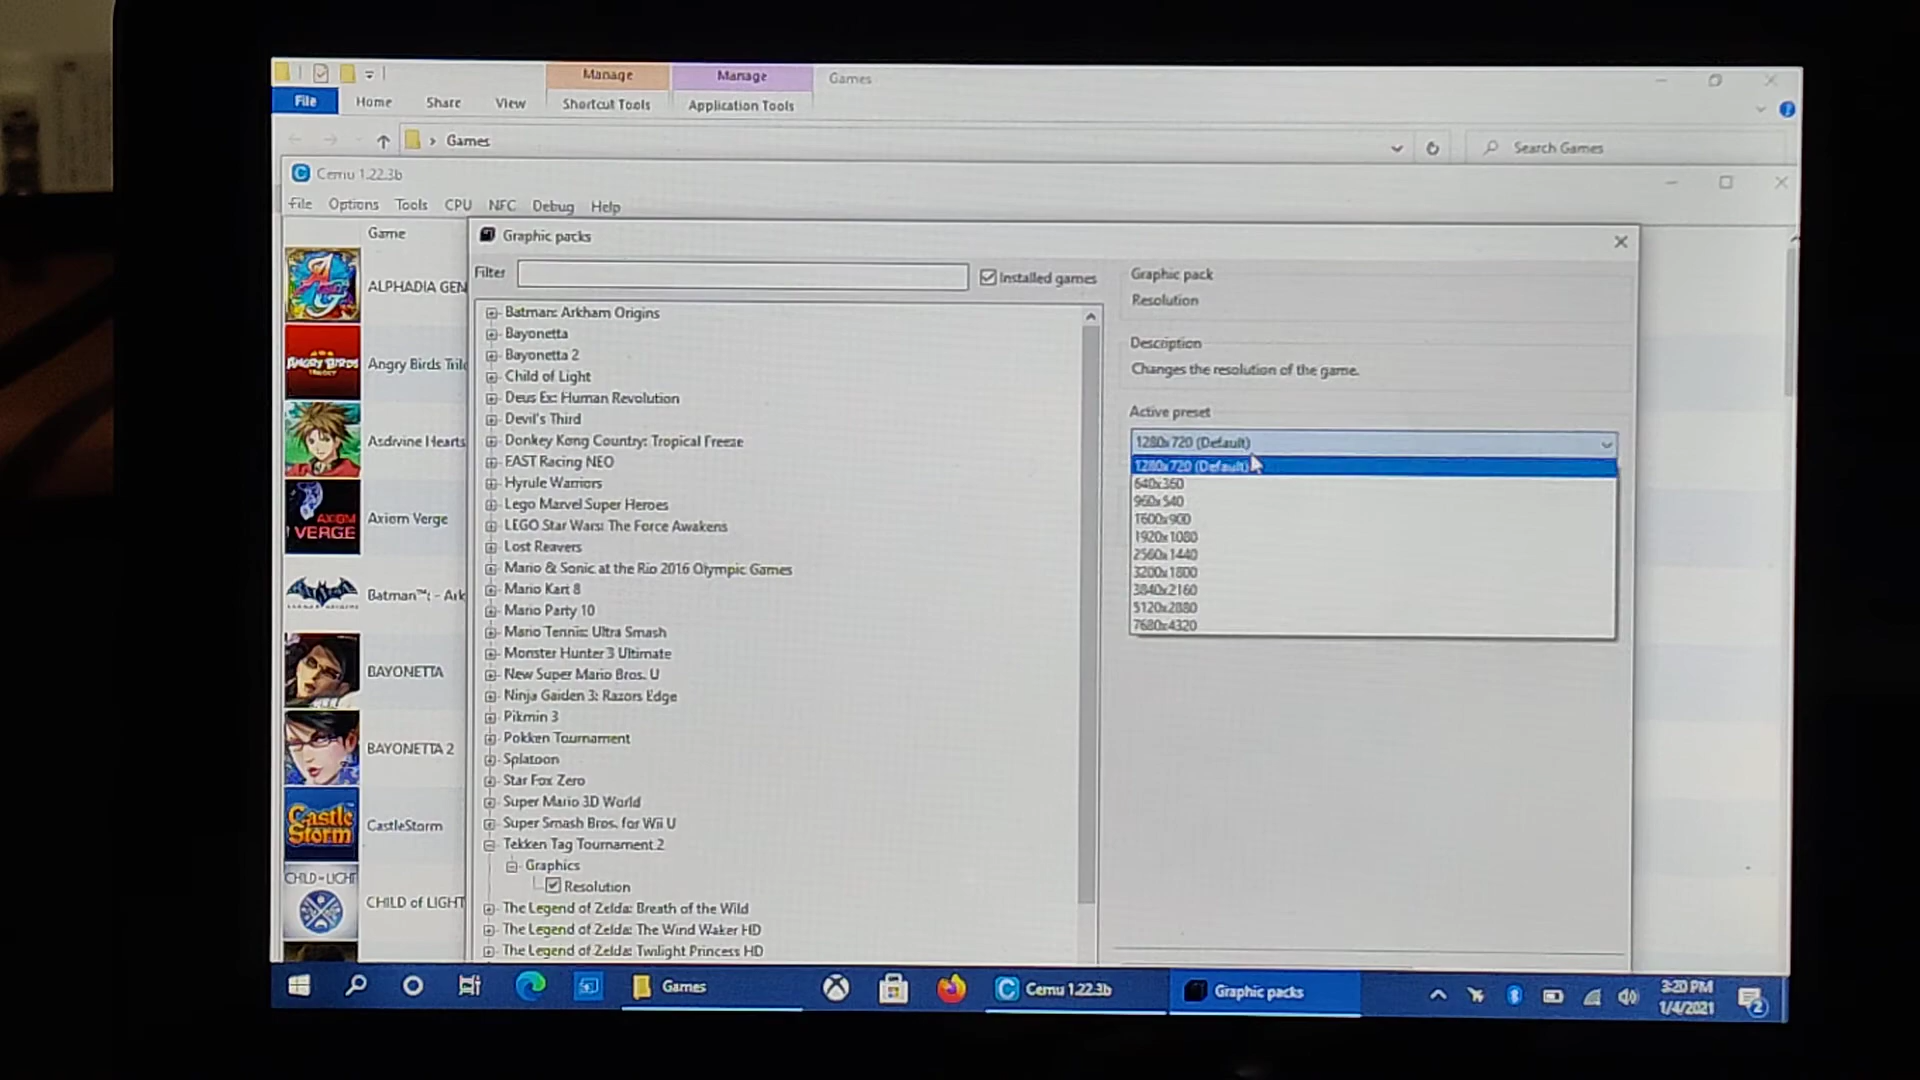 Manage
Manage
Games
File
Home
Share
View
Shortcut Tools
Application Tools
Games
Search Games
Cemu 1.22.3b
File
Options
Tools
CPU
NFC
Debug
Help
Game
Graphic packs
Filter
Installed games
Graphic pack
Resolution
Description
Changes the resolution of the game.
Active preset
1280x720 (Default)
1280x720 (Default)
640x360
960x540
1600x900
1920x1080
2560x1440
3200x1800
3840x2160
5120x2880
7680x4320
Batman: Arkham Origins
Bayonetta
Bayonetta 2
Child of Light
Deus Ex: Human Revolution
Devil's Third
Donkey Kong Country: Tropical Freeze
FAST Racing NEO
Hyrule Warriors
Lego Marvel Super Heroes
LEGO Star Wars: The Force Awakens
Lost Reavers
Mario & Sonic at the Rio 2016 Olympic Games
Mario Kart 8
Mario Party 10
Mario Tennis: Ultra Smash
Monster Hunter 3 Ultimate
New Super Mario Bros. U
Ninja Gaiden 3: Razors Edge
Pikmin 3
Pokken Tournament
Splatoon
Star Fox Zero
Super Mario 3D World
Super Smash Bros. for Wii U
Tekken Tag Tournament 2
Graphics
Resolution
The Legend of Zelda: Breath of the Wild
The Legend of Zelda: The Wind Waker HD
The Legend of Zelda: Twilight Princess HD
ALPHADIA GEN
ANGRY BIRDS
Angry Birds Tril
Asdivine Hearts
AXIOM
VERGE
Axiom Verge
Batman™: - Ark
BAYONETTA
BAYONETTA 2
Castle
Storm
CastleStorm
CHILD of LIGHT
CHILD of LIGHT
Games
Cemu 1.22.3b
Graphic packs
3:20 PM
1/4/2021
2